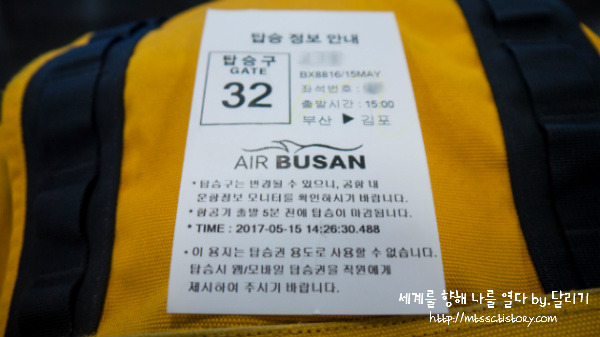 탑승 정보 안내
탑승구
GATE
32
BX8816/15MAY
좌석번호 :
출발시간 : 15:00
부산 ▶ 김포
AIR BUSAN
* 탑승구는 변경될 수 있으니, 공항 내
운항정보 모니터를 확인하시기 바랍니다.
* 항공기 출발 5분 전에 탑승이 마감됩니다.
* TIME : 2017-05-15 14:26:30.488
* 이 용지는 탑승권 용도로 사용할 수 없습니다.
탑승시 웹/모바일 탑승권을 직원에게
제시하여 주시기 바랍니다.
세계를 향해 나를 열다 by.달리기
http://mtssc.tistory.com